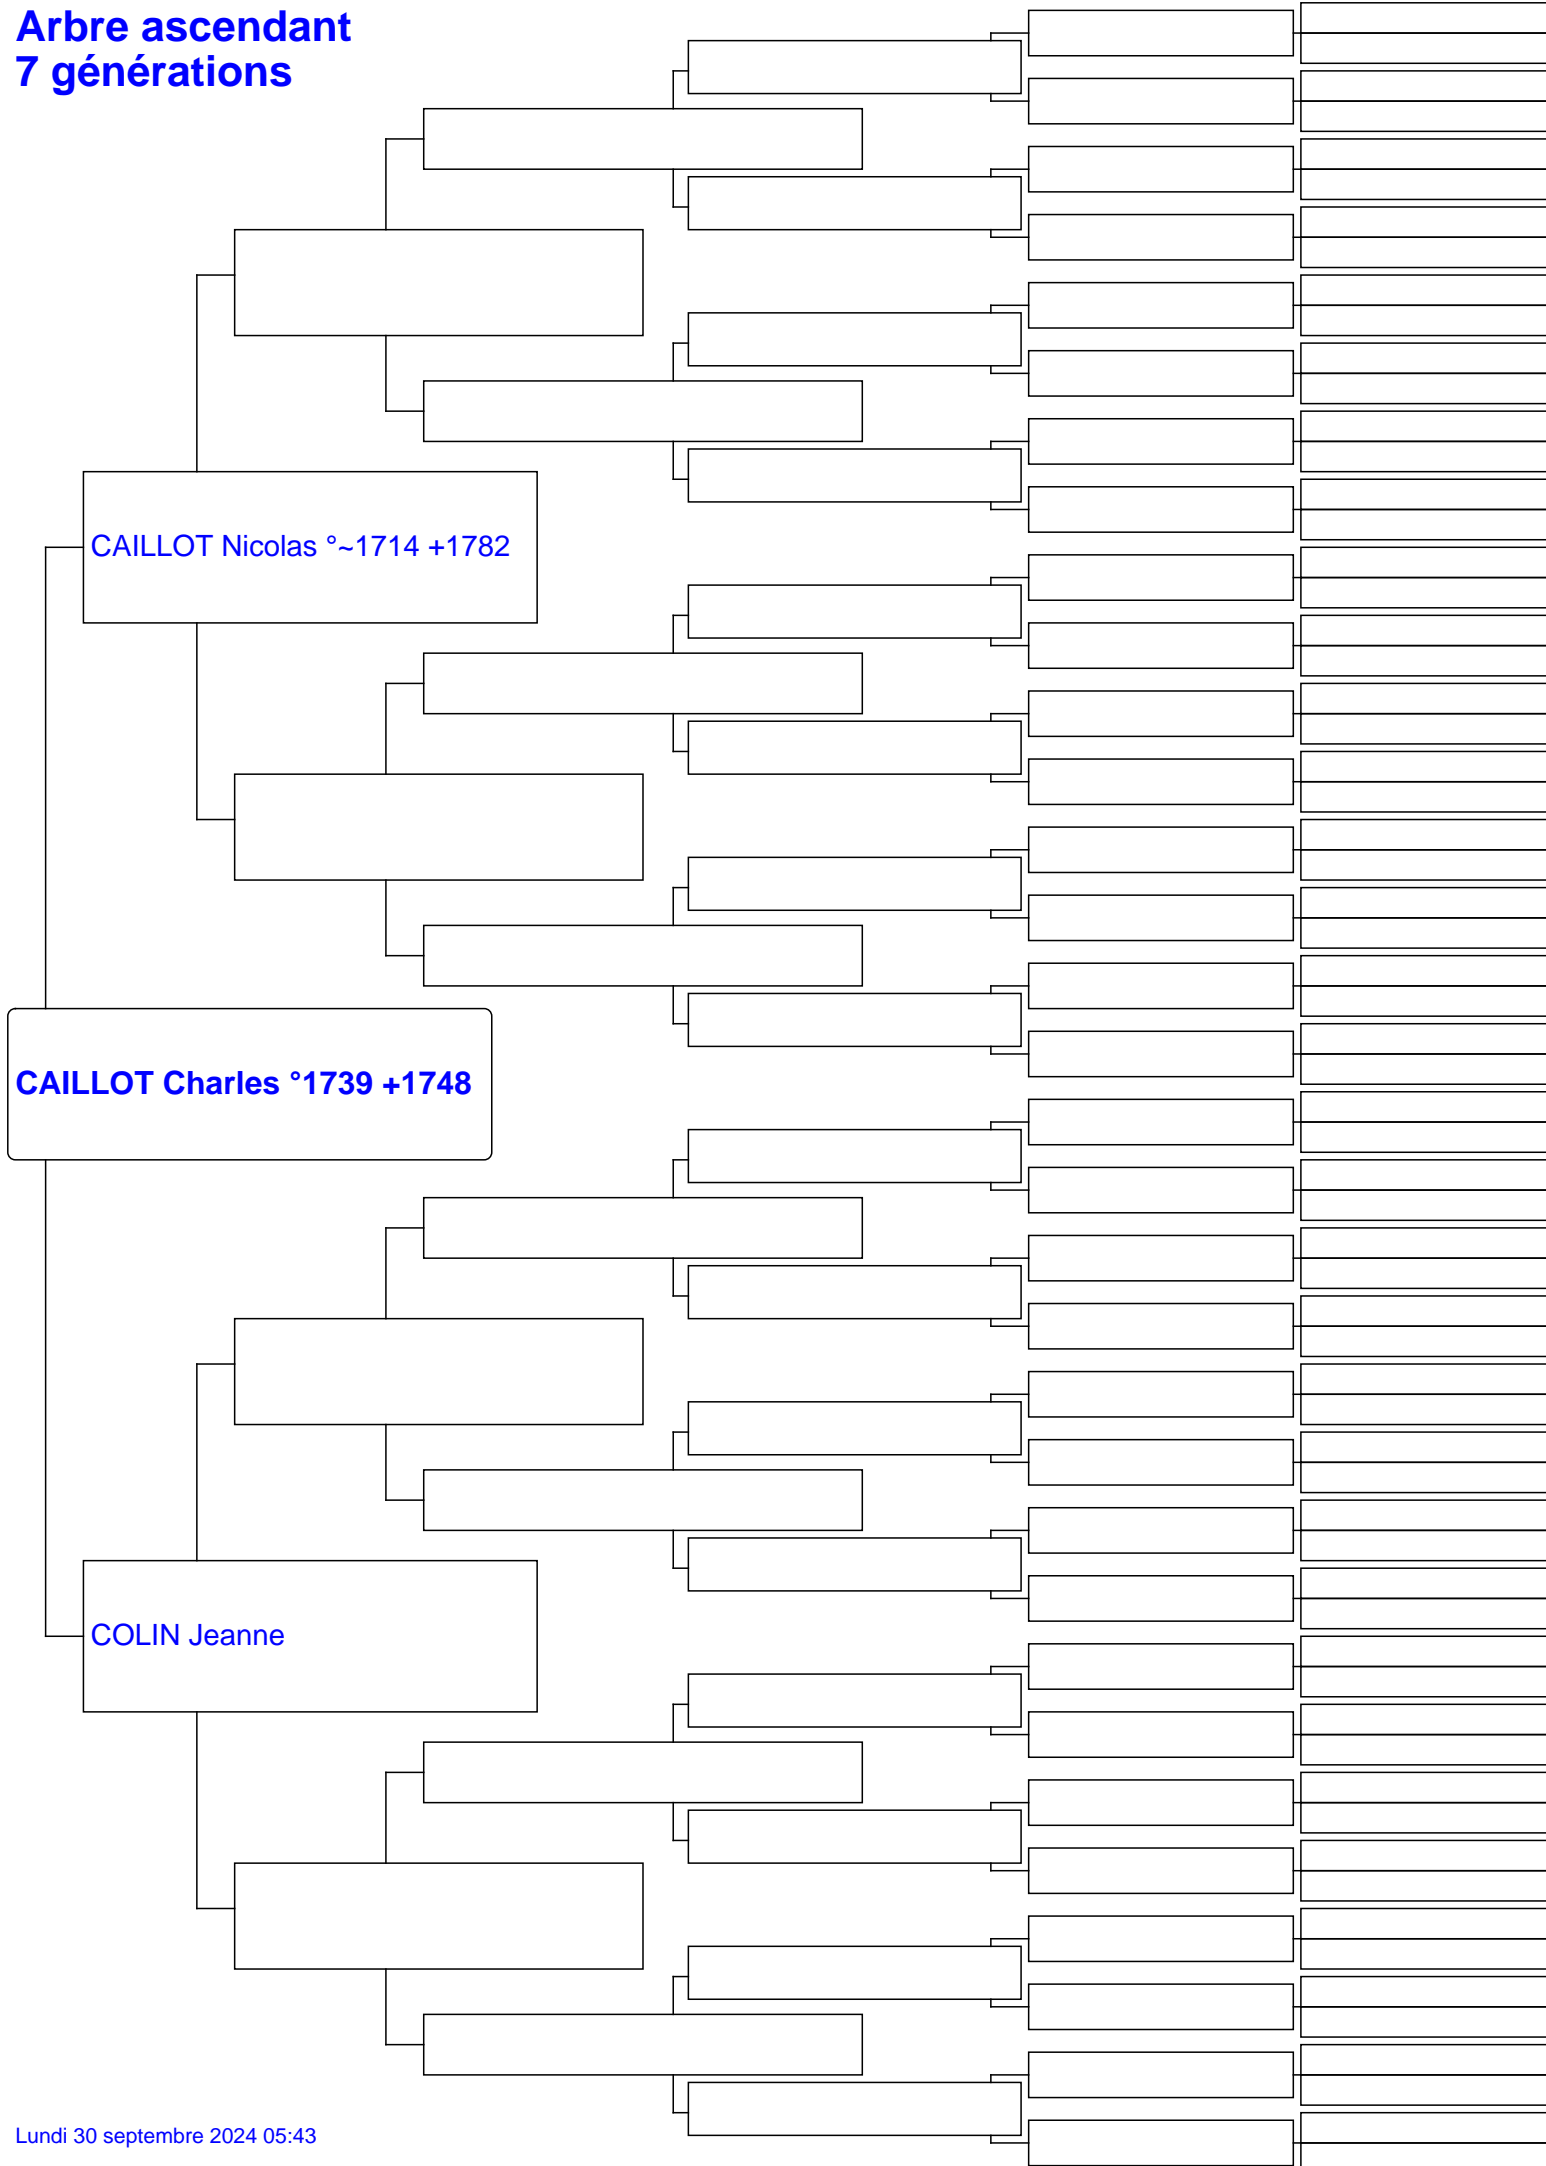 Arbre ascendant
7 générations
CAILLOT Nicolas °~1714 +1782
CAILLOT Charles °1739 +1748
COLIN Jeanne
Lundi 30 septembre 2024 05:43